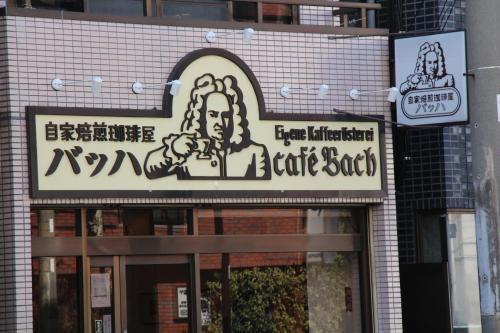 自家焙煎珈琲屋
バッハ
Eigene Kaffeerösterei
café Bach
自家焙煎珈琲屋
バッハ